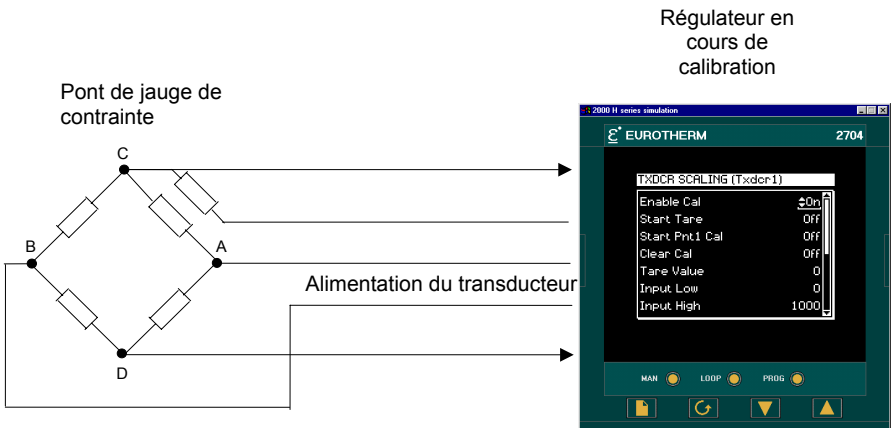 Régulateur en
cours de
calibration
Pont de jauge de
contrainte
2000 H series simulation
EUROTHERM 2704
C
TXDCR SCALING (Txdcr1)
Enable Cal On
Start Tare Off
Start Pnt1 Cal Off
Clear Cal Off
Tare Value 0
Input Low 0
Input High 1000
B
A
Alimentation du transducteur
D
MAN LOOP PROG